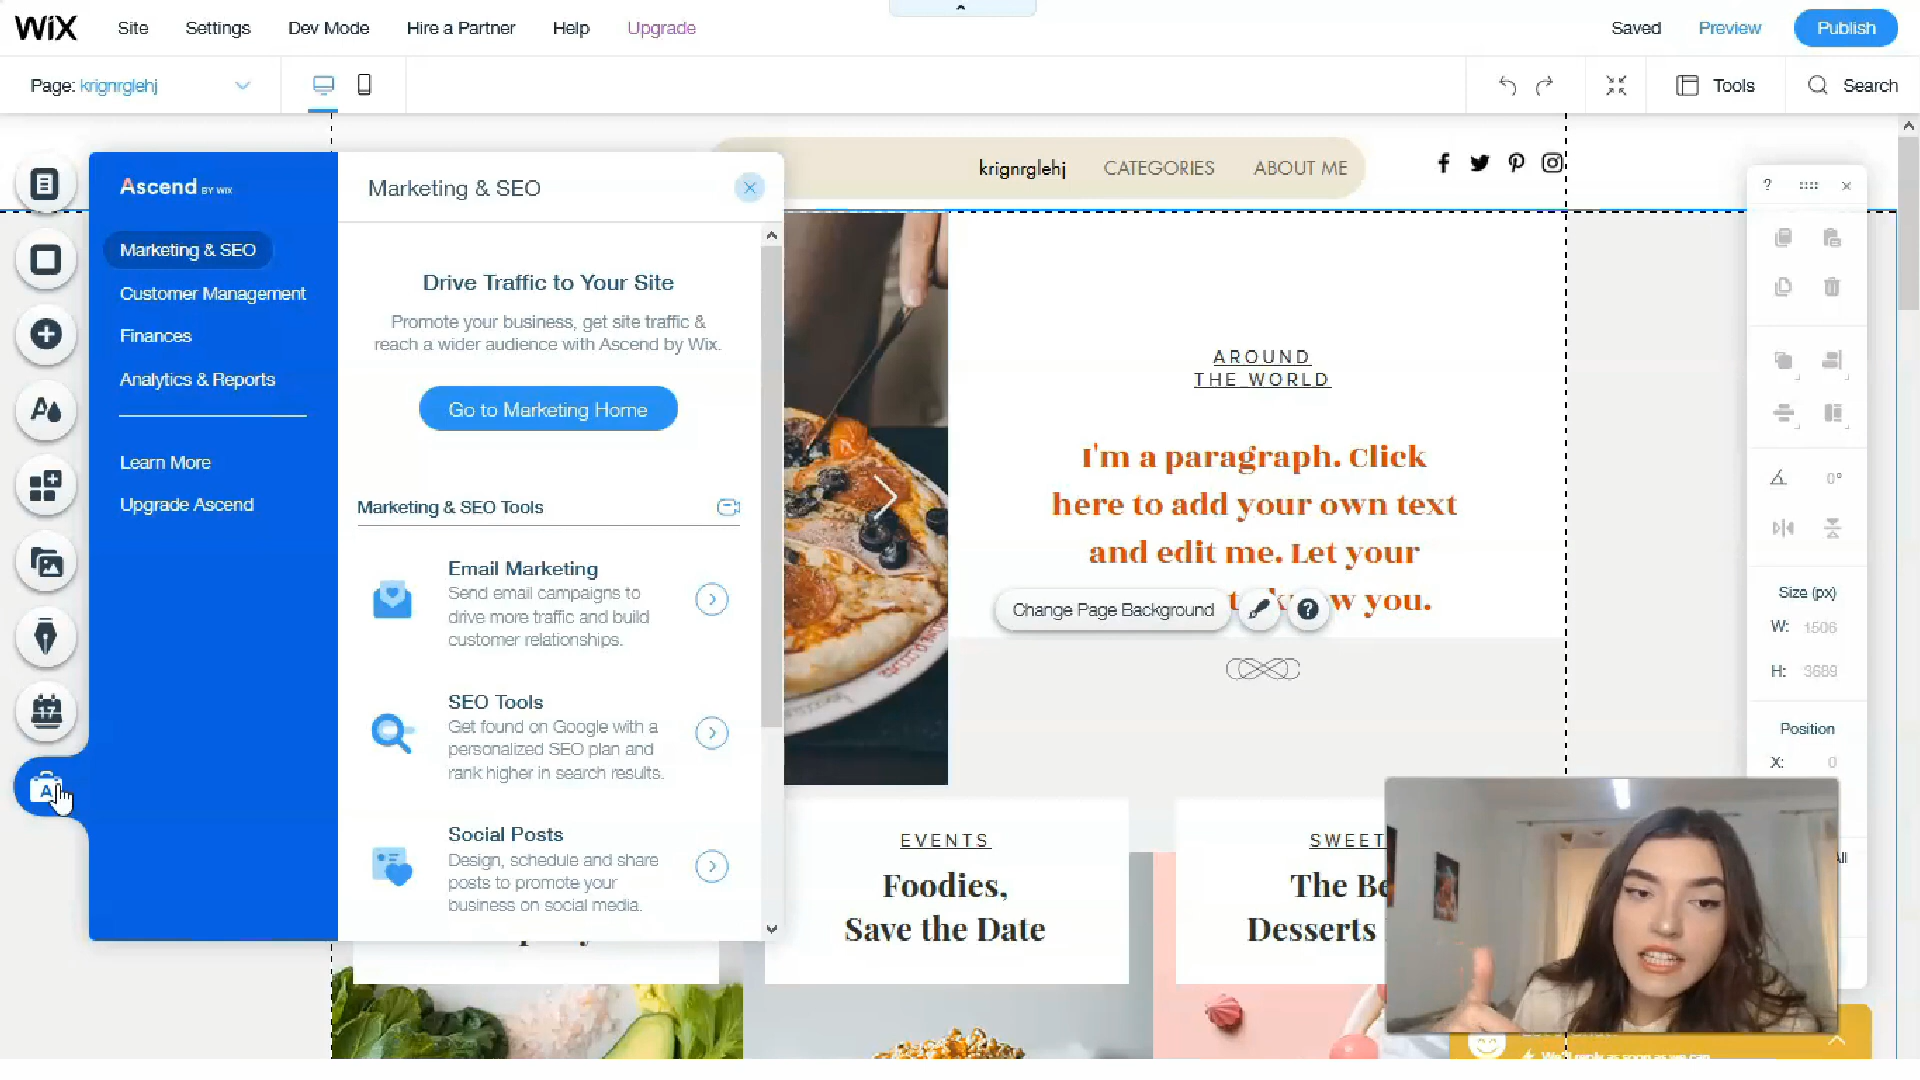 WiX Site Settings Dev Mode Hire a Partner Help Upgrade Saved Preview Publish
Page: krignrglehj Tools Search
krignrglehj CATEGORIES ABOUT ME
Ascend BY WIX
Marketing & SEO
Customer Management
Finances
Analytics & Reports
Learn More
Upgrade Ascend
Marketing & SEO
Drive Traffic to Your Site
Promote your business, get site traffic &
reach a wider audience with Ascend by Wix.
Go to Marketing Home
Marketing & SEO Tools
Email Marketing
Send email campaigns to
drive more traffic and build
customer relationships.
SEO Tools
Get found on Google with a
personalized SEO plan and
rank higher in search results.
Social Posts
Design, schedule and share
posts to promote your
business on social media.
AROUND
THE WORLD
I'm a paragraph. Click
here to add your own text
and edit me. Let your
you.
Change Page Background
?
EVENTS
Foodies,
Save the Date
SWEET
The Be
Desserts
17
A
?
0°
Size (px)
W: 1506
H: 3689
Position
X: 0
All